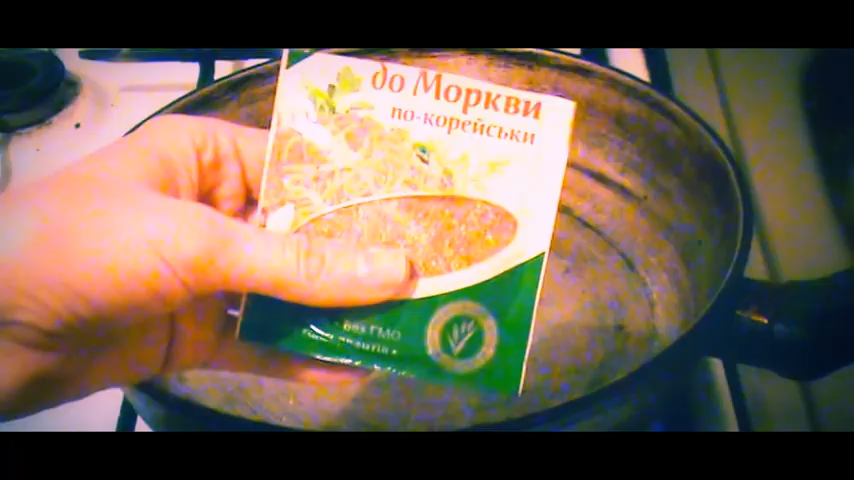 до Моркви
по-корейськи
без ГМО